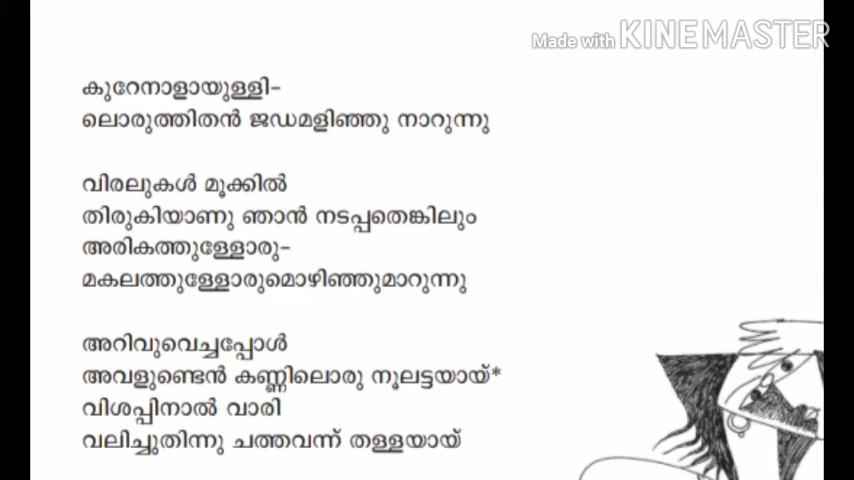 Made with KINEMASTER
കുറേനാളായുള്ളി-
ലൊരുത്തിതൻ ജഡമളിഞ്ഞു നാറുന്നു
വിരലുകൾ മൂക്കിൽ
തിരുകിയാണു ഞാൻ നടപ്പതെങ്കിലും
അരികത്തുള്ളോരു-
മകലത്തുള്ളോരുമൊഴിഞ്ഞുമാറുന്നു
അറിവുവെച്ചപ്പോൾ
അവളുണ്ടെൻ കണ്ണിലൊരു നൂലട്ടയായ്*
വിശപ്പിനാൽ വാരി
വലിച്ചുതിന്നു ചത്തവന്ന് തള്ളയായ്